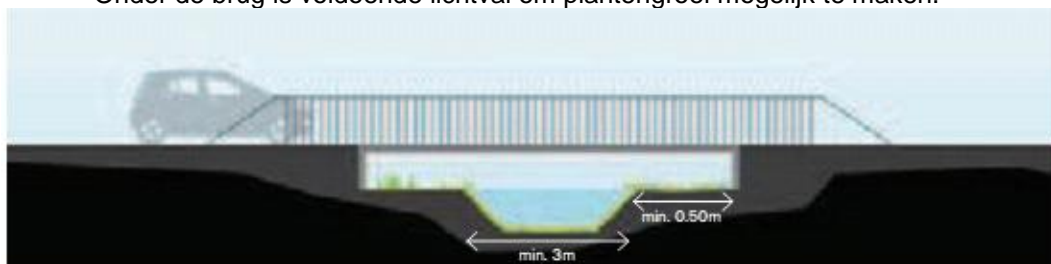 Onder de brug is voldoende lichtval om plantengroei mogelijk te maken.
min. 0.50m
min. 3m